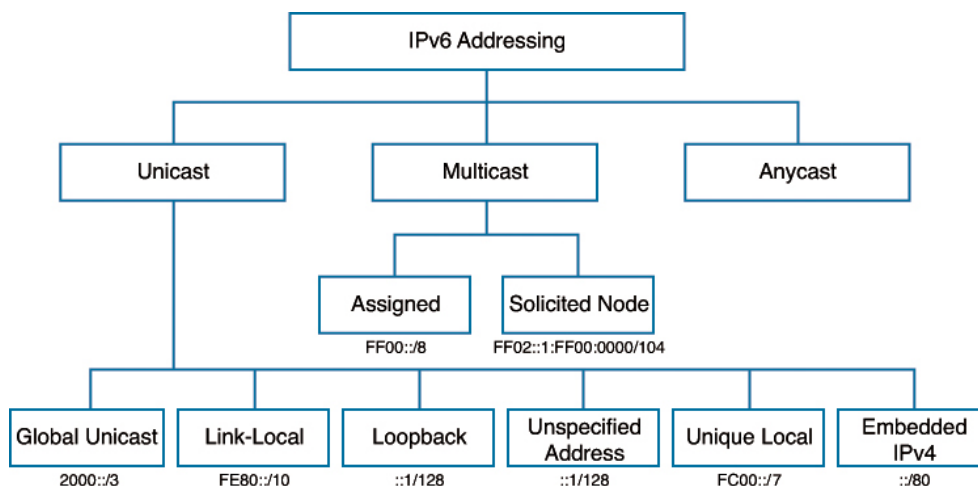 IPv6 Addressing
Unicast
Multicast
Anycast
Assigned
Solicited Node
FF00::/8
FF02::1:FF00:0000/104
Global Unicast
Link-Local
Loopback
Unspecified
Address
Unique Local
Embedded
IPv4
2000::/3
FE80::/10
::1/128
::1/128
FC00::/7
::/80